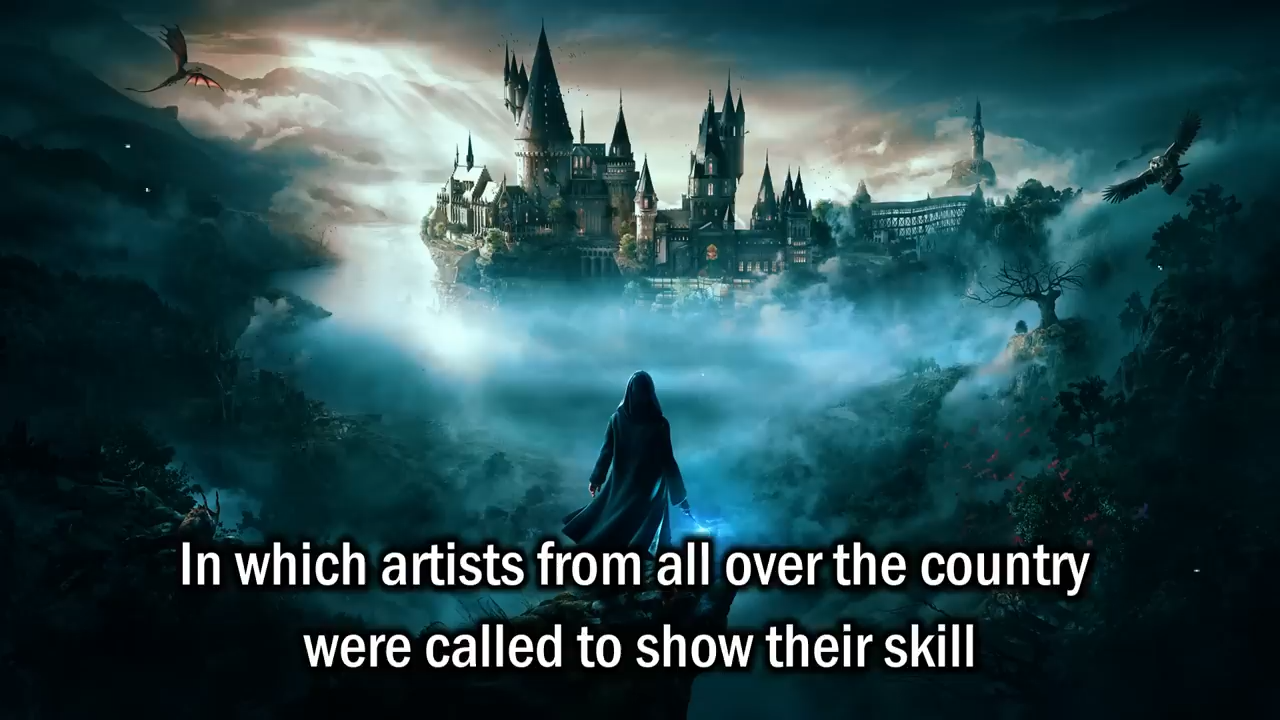 In which artists from all over the country
were called to show their skill